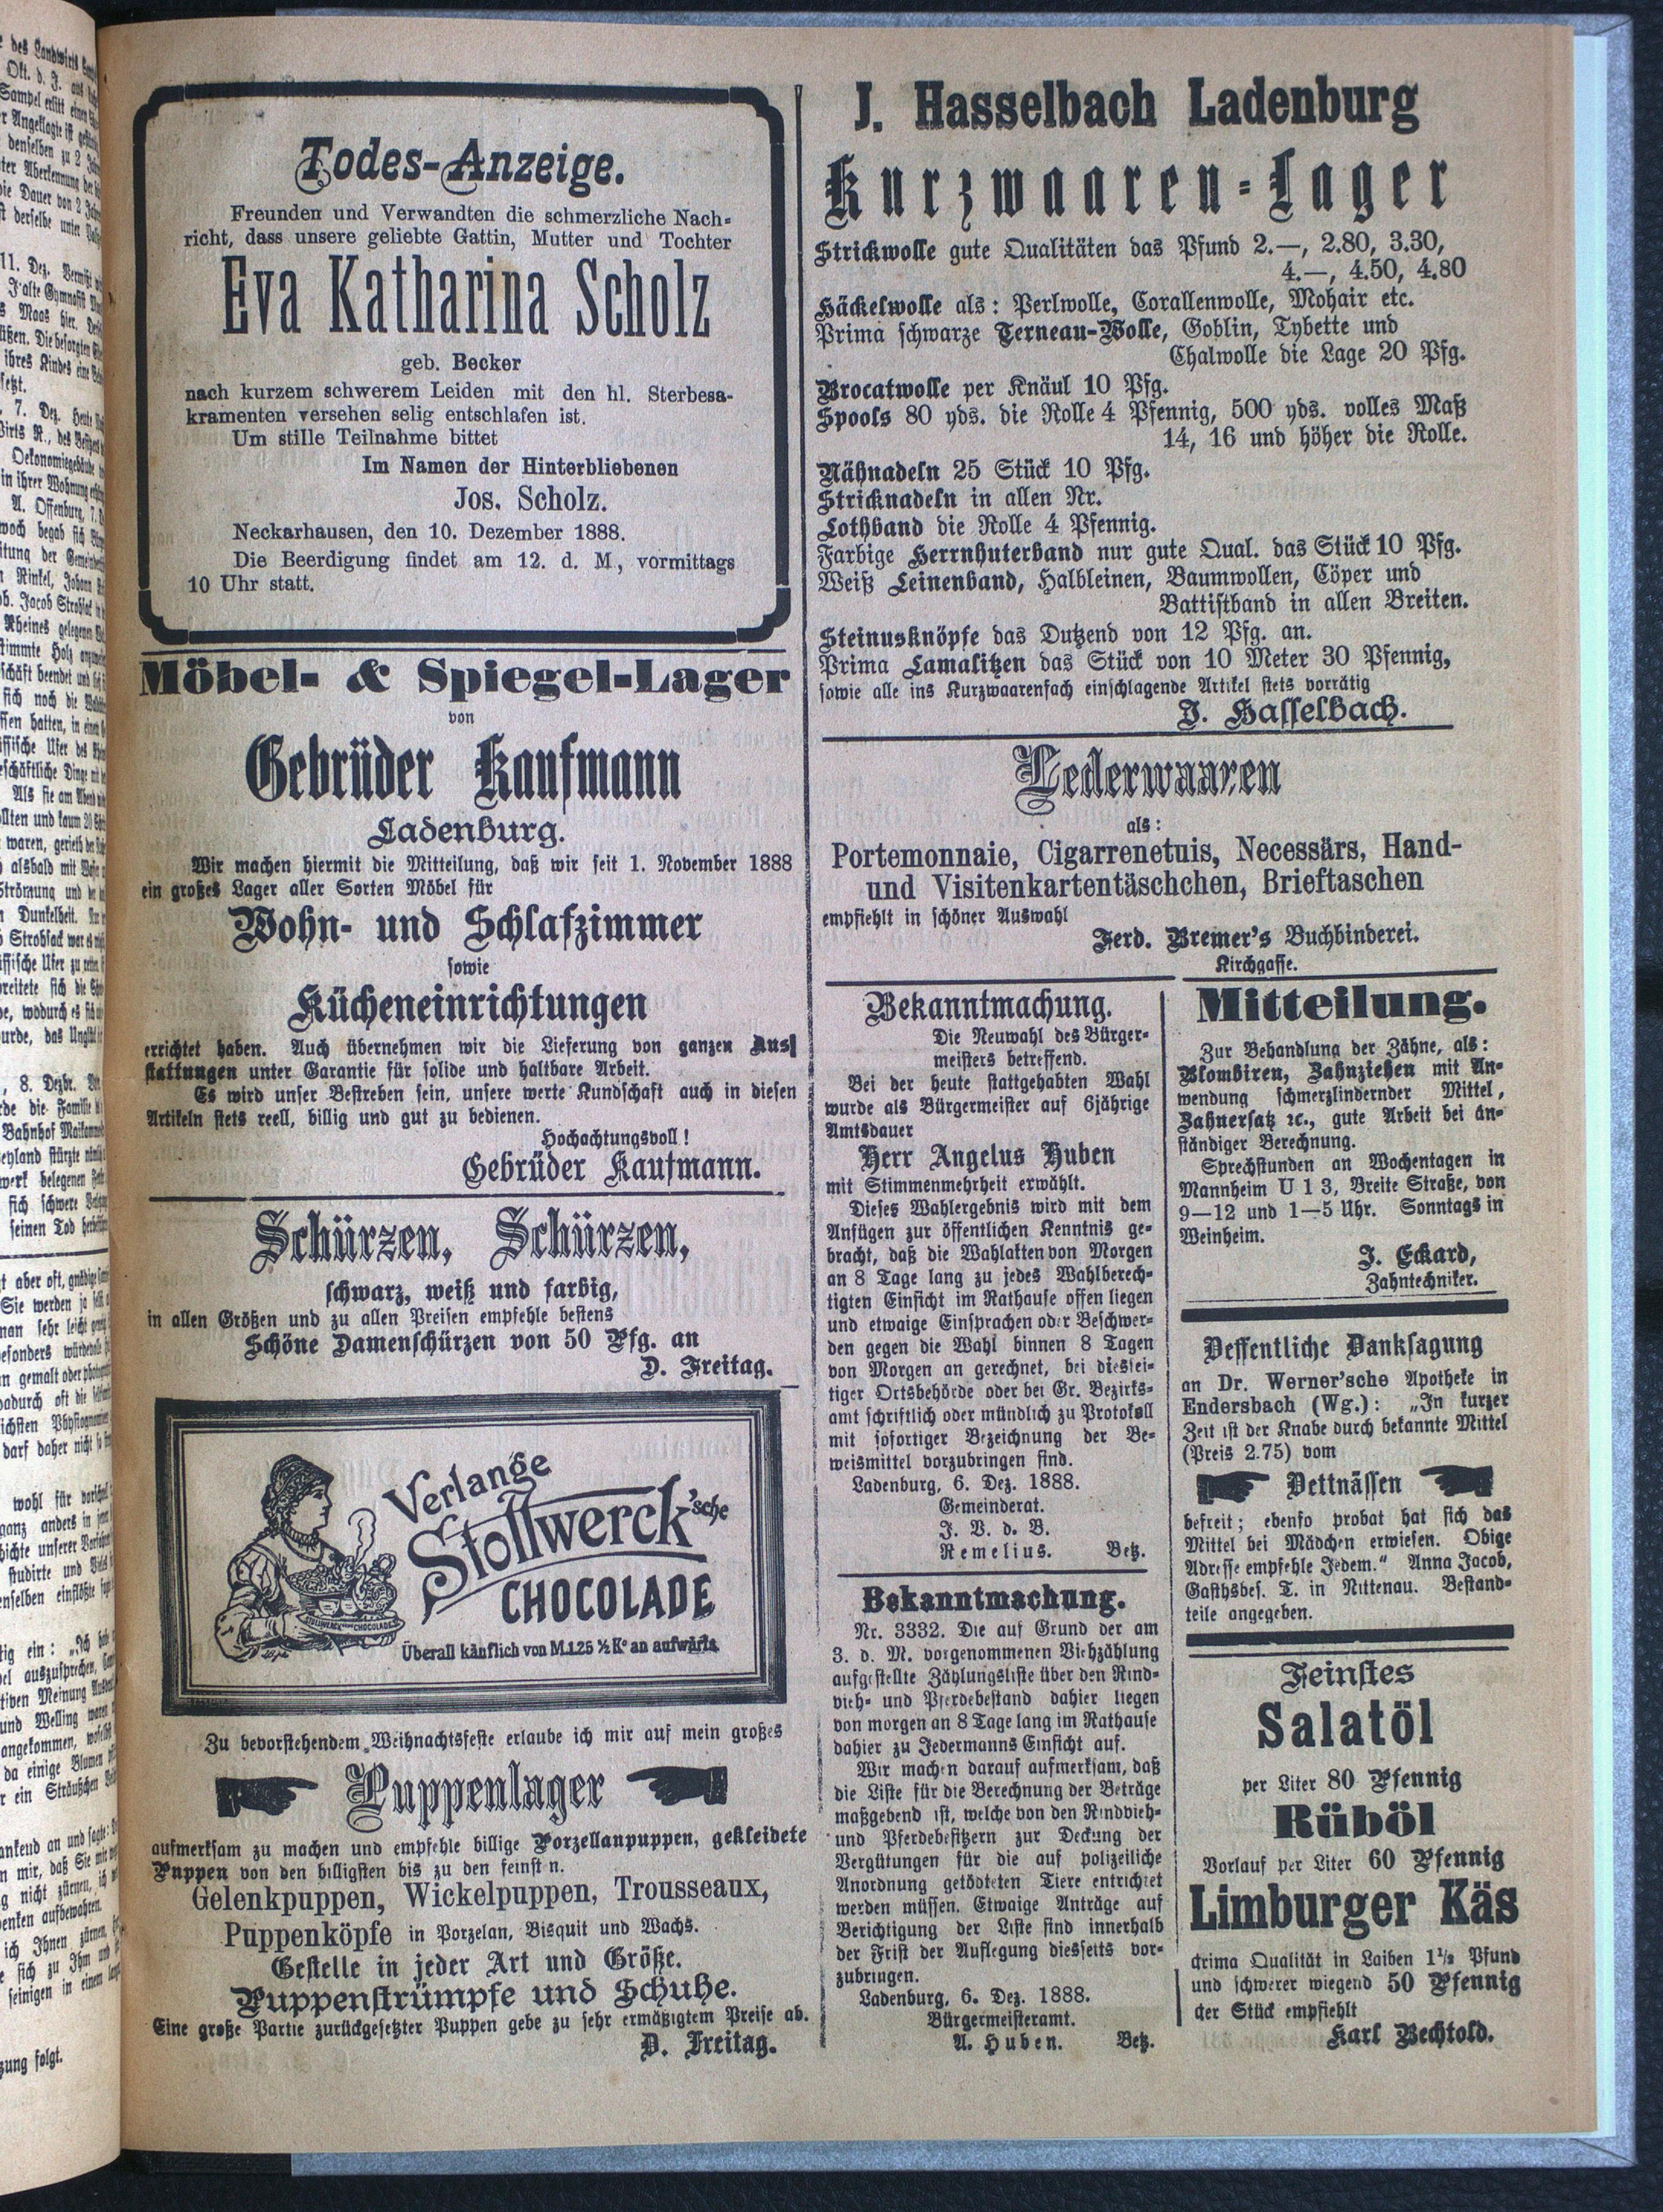 Todes-Anzeige.
Freunden und Verwandten die schmerzliche Nach-
richt, dass unsere geliebte Gattin, Mutter und Tochter
Eva Katharina Scholz
geb. Becker
nach kurzem schwerem Leiden mit den hl. Sterbesa-
kramenten versehen selig entschlafen ist.
Um stille Teilnahme bittet
Im Namen der Hinterbliebenen
Jos. Scholz.
Neckarhausen, den 10. Dezember 1888.
Die Beerdigung findet am 12. d. M., vormittags
10 Uhr statt.
Möbel- & Spiegel-Lager
von
Gebrüder Kaufmann
Ladenburg.
Wir machen hiermit die Mitteilung, daß wir seit 1. November 1888
ein großes Lager aller Sorten Möbel für
Wohn- und Schlafzimmer
sowie
Kücheneinrichtungen
errichtet haben. Auch übernehmen wir die Lieferung von ganzen Aus
stattungen unter Garantie für solide und haltbare Arbeit.
Es wird unser Bestreben sein, unsere werte Kundschaft auch in diesen
Artikeln stets reell, billig und gut zu bedienen.
Hochachtungsvoll!
Gebrüder Kaufmann.
Schürzen, Schürzen,
schwarz, weiß und farbig,
in allen Größen und zu allen Preisen empfehle bestens
Schöne Damenschürzen von 50 Pfg. an
D. Freitag.
Verlange
Stollwerck'sche
CHOCOLADE
STOLLWERCK'SCHE CHOCOLADE
Überall käuflich von M.1.25 ½ Ko an aufwärts.
Zu bevorstehendem Weihnachtsfeste erlaube ich mir auf mein großes
Puppenlager
aufmerksam zu machen und empfehle billige Porzellanpuppen, gekleidete
Puppen von den billigsten bis zu den feinst n.
Gelenkpuppen, Wickelpuppen, Trousseaux,
Puppenköpfe in Porzelan, Bisquit und Wachs.
Gestelle in jeder Art und Größe.
Puppenstrümpfe und Schuhe.
Eine große Partie zurückgesetzter Puppen gebe zu sehr ermäßigtem Preise ab.
D. Freitag.
J. Hasselbach Ladenburg
Kurzwaaren-Lager
Strickwolle gute Qualitäten das Pfund 2.—, 2.80, 3.30,
4.—, 4.50, 4.80
Häckelwolle als: Perlwolle, Corallenwolle, Mohair etc.
Prima schwarze Terneau-Wolle, Goblin, Tybette und
Chalwolle die Lage 20 Pfg.
Brocatwolle per Knäul 10 Pfg.
Spools 80 yds. die Rolle 4 Pfennig, 500 yds. volles Maß
14, 16 und höher die Rolle.
Nähnadeln 25 Stück 10 Pfg.
Stricknadeln in allen Nr.
Lothband die Rolle 4 Pfennig.
Farbige Herrnhuterband nur gute Qual. das Stück 10 Pfg.
Weiß Leinenband, Halbleinen, Baumwollen, Cöper und
Battistband in allen Breiten.
Steinusknöpfe das Dutzend von 12 Pfg. an.
Prima Lamalitzen das Stück von 10 Meter 30 Pfennig,
sowie alle ins Kurzwaarenfach einschlagende Artikel stets vorrätig
J. Hasselbach.
Lederwaaren
als:
Portemonnaie, Cigarrenetuis, Necessärs, Hand-
und Visitenkartentäschchen, Brieftaschen
empfiehlt in schöner Auswahl
Ferd. Bremer's Buchbinderei.
Kirchgasse.
Bekanntmachung.
Die Neuwahl des Bürger-
meisters betreffend.
Bei der heute stattgehabten Wahl
wurde als Bürgermeister auf 6jährige
Amtsdauer
Herr Angelus Huben
mit Stimmenmehrheit erwählt.
Dieses Wahlergebnis wird mit dem
Anfügen zur öffentlichen Kenntnis ge-
bracht, daß die Wahlakten von Morgen
an 8 Tage lang zu jedes Wahlberech-
tigten Einsicht im Rathause offen liegen
und etwaige Einsprachen oder Beschwer-
den gegen die Wahl binnen 8 Tagen
von Morgen an gerechnet, bei diessei-
tiger Ortsbehörde oder bei Gr. Bezirks-
amt schriftlich oder mündlich zu Protokoll
mit sofortiger Bezeichnung der Be-
weismittel vorzubringen sind.
Ladenburg, 6. Dez. 1888.
Gemeinderat.
J. V. d. B.
Remelius. Betz.
Bekanntmachung.
Nr. 3332. Die auf Grund der am
3. d. M. vorgenommenen Viehzählung
aufgestellte Zählungsliste über den Rind-
vieh- und Pferdebestand dahier liegen
von morgen an 8 Tage lang im Rathause
dahier zu Jedermanns Einsicht auf.
Wir machen darauf aufmerksam, daß
die Liste für die Berechnung der Beträge
maßgebend ist, welche von den Rindvieh-
und Pferdebesitzern zur Deckung der
Vergütungen für die auf polizeiliche
Anordnung getödteten Tiere entrichtet
werden müssen. Etwaige Anträge auf
Berichtigung der Liste sind innerhalb
der Frist der Auflegung diesseits vor-
zubringen.
Ladenburg, 6. Dez. 1888.
Bürgermeisteramt.
A. Huben. Betz.
Mitteilung.
Zur Behandlung der Zähne, als:
Plombiren, Zahnziehen mit An-
wendung schmerzlindernder Mittel,
Zahnersatz ꝛc., gute Arbeit bei an-
ständiger Berechnung.
Sprechstunden an Wochentagen in
Mannheim U 1 3, Breite Straße, von
9—12 und 1—5 Uhr. Sonntags in
Weinheim.
J. Eckard,
Zahntechniker.
Oeffentliche Danksagung
an Dr. Werner'sche Apotheke in
Endersbach (Wg.): „In kurzer
Zeit ist der Knabe durch bekannte Mittel
(Preis 2.75) vom
Bettnässen
befreit; ebenso probat hat sich das
Mittel bei Mädchen erwiesen. Obige
Adresse empfehle Jedem." Anna Jacob,
Gasthsbes. T. in Nittenau. Bestand-
teile angegeben.
Feinstes
Salatöl
per Liter 80 Pfennig
Rüböl
Vorlauf per Liter 60 Pfennig
Limburger Käs
prima Qualität in Laiben 1½ Pfund
und schwerer wiegend 50 Pfennig
der Stück empfiehlt
Karl Bechtold.